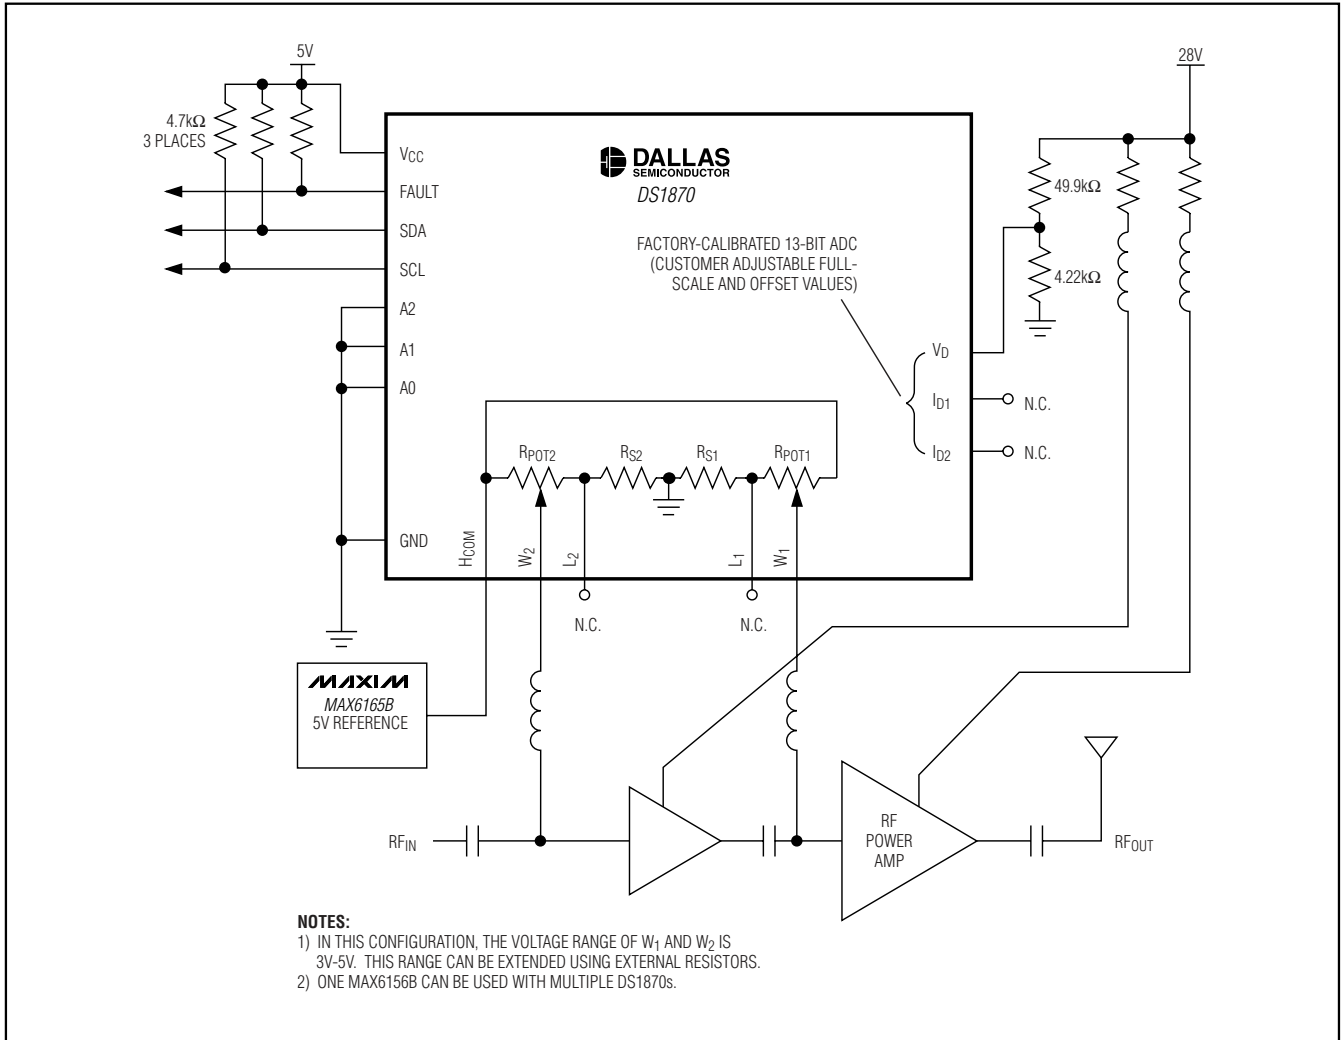 5V
28V
4.7kΩ
3 PLACES
VCC
FAULT
SDA
SCL
A2
A1
A0
GND
DALLAS
SEMICONDUCTOR
DS1870
FACTORY-CALIBRATED 13-BIT ADC
(CUSTOMER ADJUSTABLE FULL-
SCALE AND OFFSET VALUES)
49.9kΩ
4.22kΩ
VD
ID1
N.C.
ID2
N.C.
RPOT2
RS2
RS1
RPOT1
HCOM
W2
L2
L1
W1
N.C.
N.C.
MAXIM
MAX6165B
5V REFERENCE
RFIN
RF
POWER
AMP
RFOUT
NOTES:
1) IN THIS CONFIGURATION, THE VOLTAGE RANGE OF W1 AND W2 IS
3V-5V. THIS RANGE CAN BE EXTENDED USING EXTERNAL RESISTORS.
2) ONE MAX6156B CAN BE USED WITH MULTIPLE DS1870s.